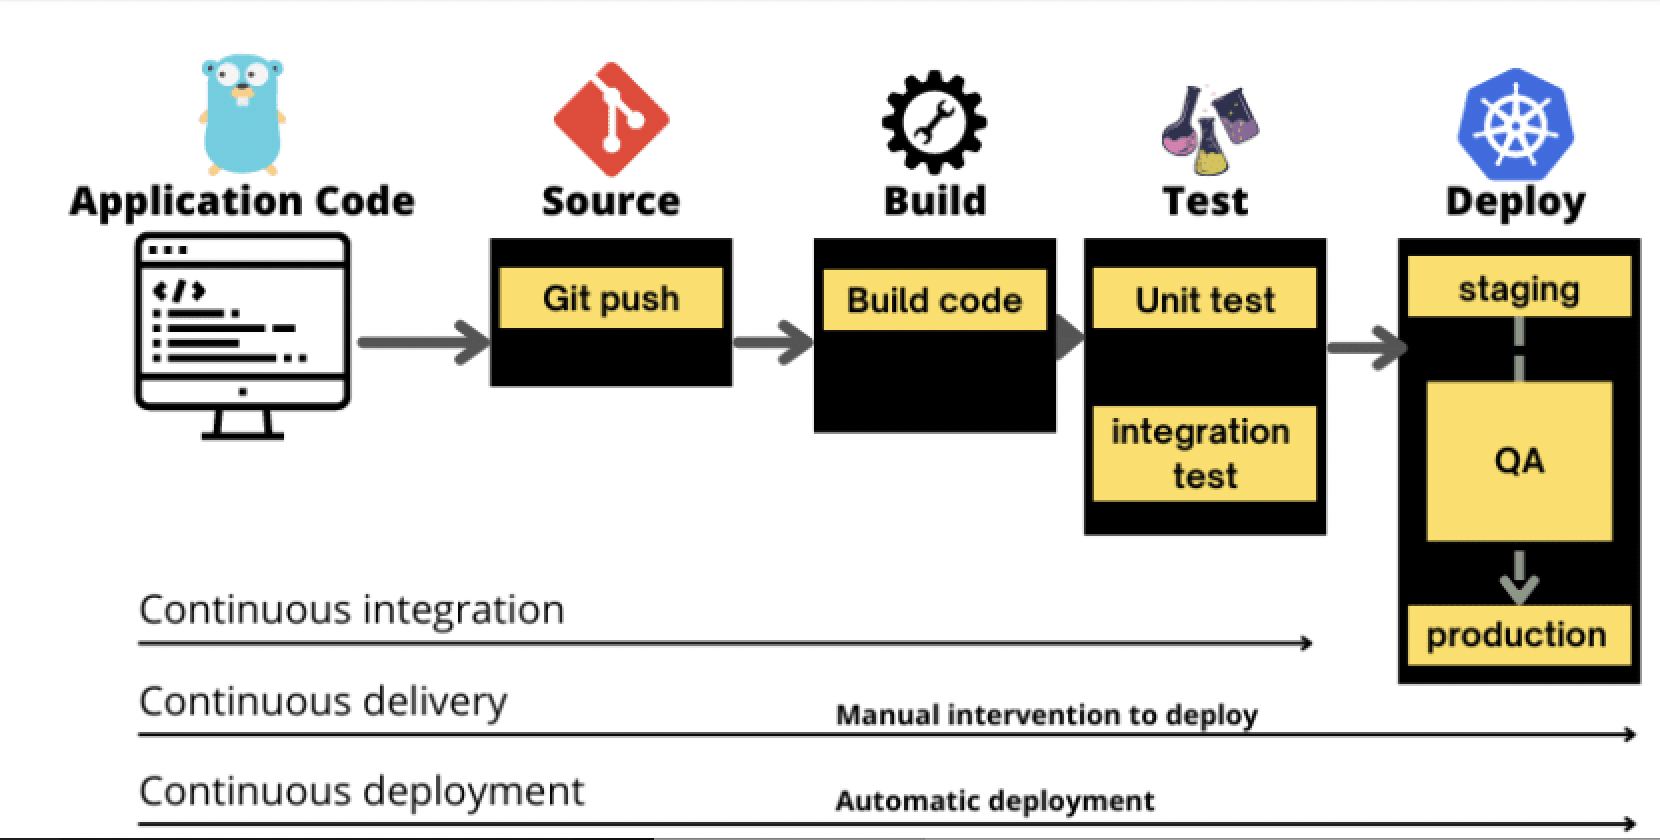 Application Code
Source
Build
Test
Deploy
</>
Git push
Build code
Unit test
integration
test
staging
QA
production
Continuous integration
Continuous delivery
Manual intervention to deploy
Continuous deployment
Automatic deployment